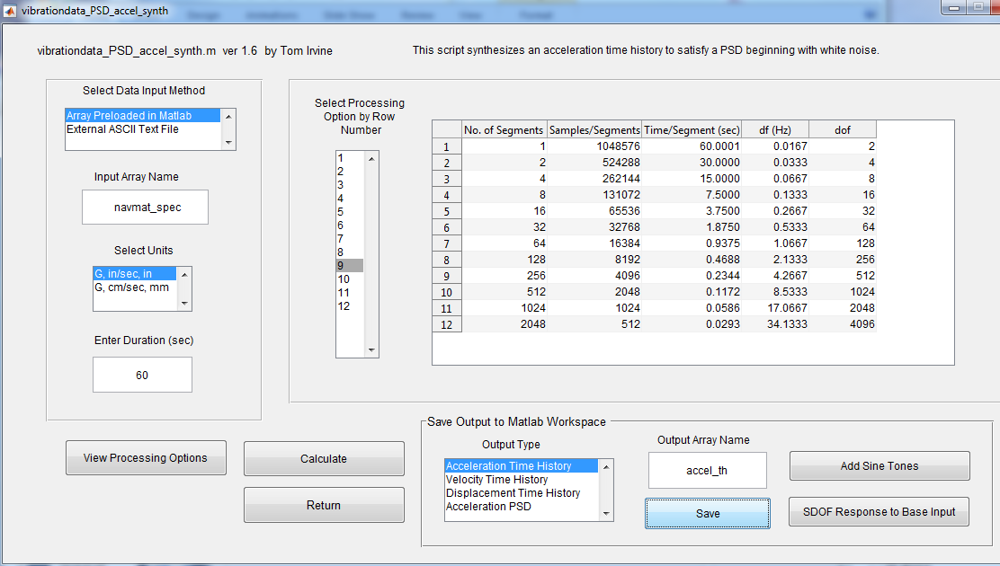 vibrationdata_PSD_accel_synth
vibrationdata_PSD_accel_synth.m ver 1.6 by Tom Irvine
This script synthesizes an acceleration time history to satisfy a PSD beginning with white noise.
Select Data Input Method
Array Preloaded in Matlab
External ASCII Text File
Input Array Name
navmat_spec
Select Units
G, in/sec, in
G, cm/sec, mm
Enter Duration (sec)
60
Select Processing
Option by Row
Number
1
2
3
4
5
6
7
8
9
10
11
12
No. of Segments Samples/Segments Time/Segment (sec) df (Hz) dof
1 1 1048576 60.0001 0.0167 2
2 2 524288 30.0000 0.0333 4
3 4 262144 15.0000 0.0667 8
4 8 131072 7.5000 0.1333 16
5 16 65536 3.7500 0.2667 32
6 32 32768 1.8750 0.5333 64
7 64 16384 0.9375 1.0667 128
8 128 8192 0.4688 2.1333 256
9 256 4096 0.2344 4.2667 512
10 512 2048 0.1172 8.5333 1024
11 1024 1024 0.0586 17.0667 2048
12 2048 512 0.0293 34.1333 4096
View Processing Options
Calculate
Return
Save Output to Matlab Workspace
Output Type
Acceleration Time History
Velocity Time History
Displacement Time History
Acceleration PSD
Output Array Name
accel_th
Save
Add Sine Tones
SDOF Response to Base Input